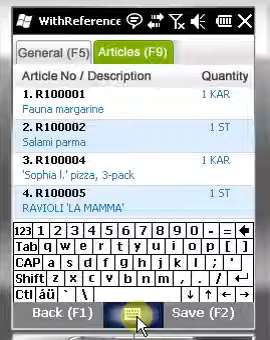 WithReference
General (F5) Articles (F9)
Article No / Description Quantity
1. R100001 1 KAR
Fauna margarine
2. R100002 1 ST
Salami parma
3. R100004 1 KAR
'Sophia l.' pizza, 3-pack
4. R100005 1 ST
RAVIOLI 'LA MAMMA'
123 1 2 3 4 5 6 7 8 9 0 - = 🡄
Tab q w e r t y u i o p [ ]
CAP a s d f g h j k l ; '
Shift z x c v b n m , . / ↵
Ctl áü ` \ ↓ ↑ ← →
Back (F1) Save (F2)